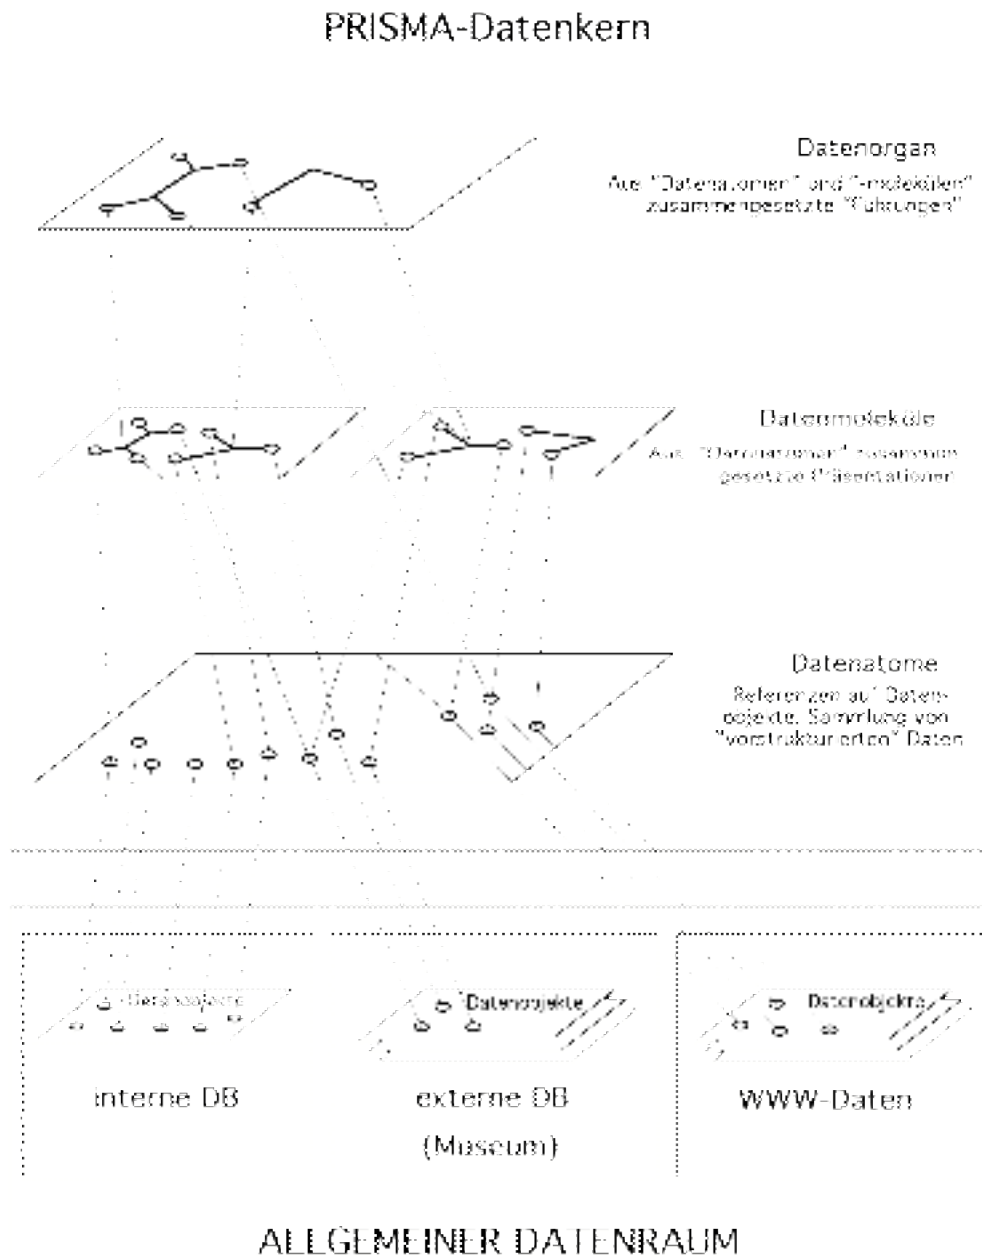 PRISMA-Datenkern
Datenorgan
Aus "Datenatomen" und "-molekülen"
zusammengesetzte "Führungen"
Datenmoleküle
Aus "Datenatomen" zusammen-
gesetzte Präsentationen
Datenatome
Referenzen auf Daten-
objekte. Sammlung von
"vorstrukturierten" Daten
Datenobjekte
Datenobjekte
Datenobjekte
interne DB
externe DB
WWW-Daten
(Museum)
ALLGEMEINER DATENRAUM